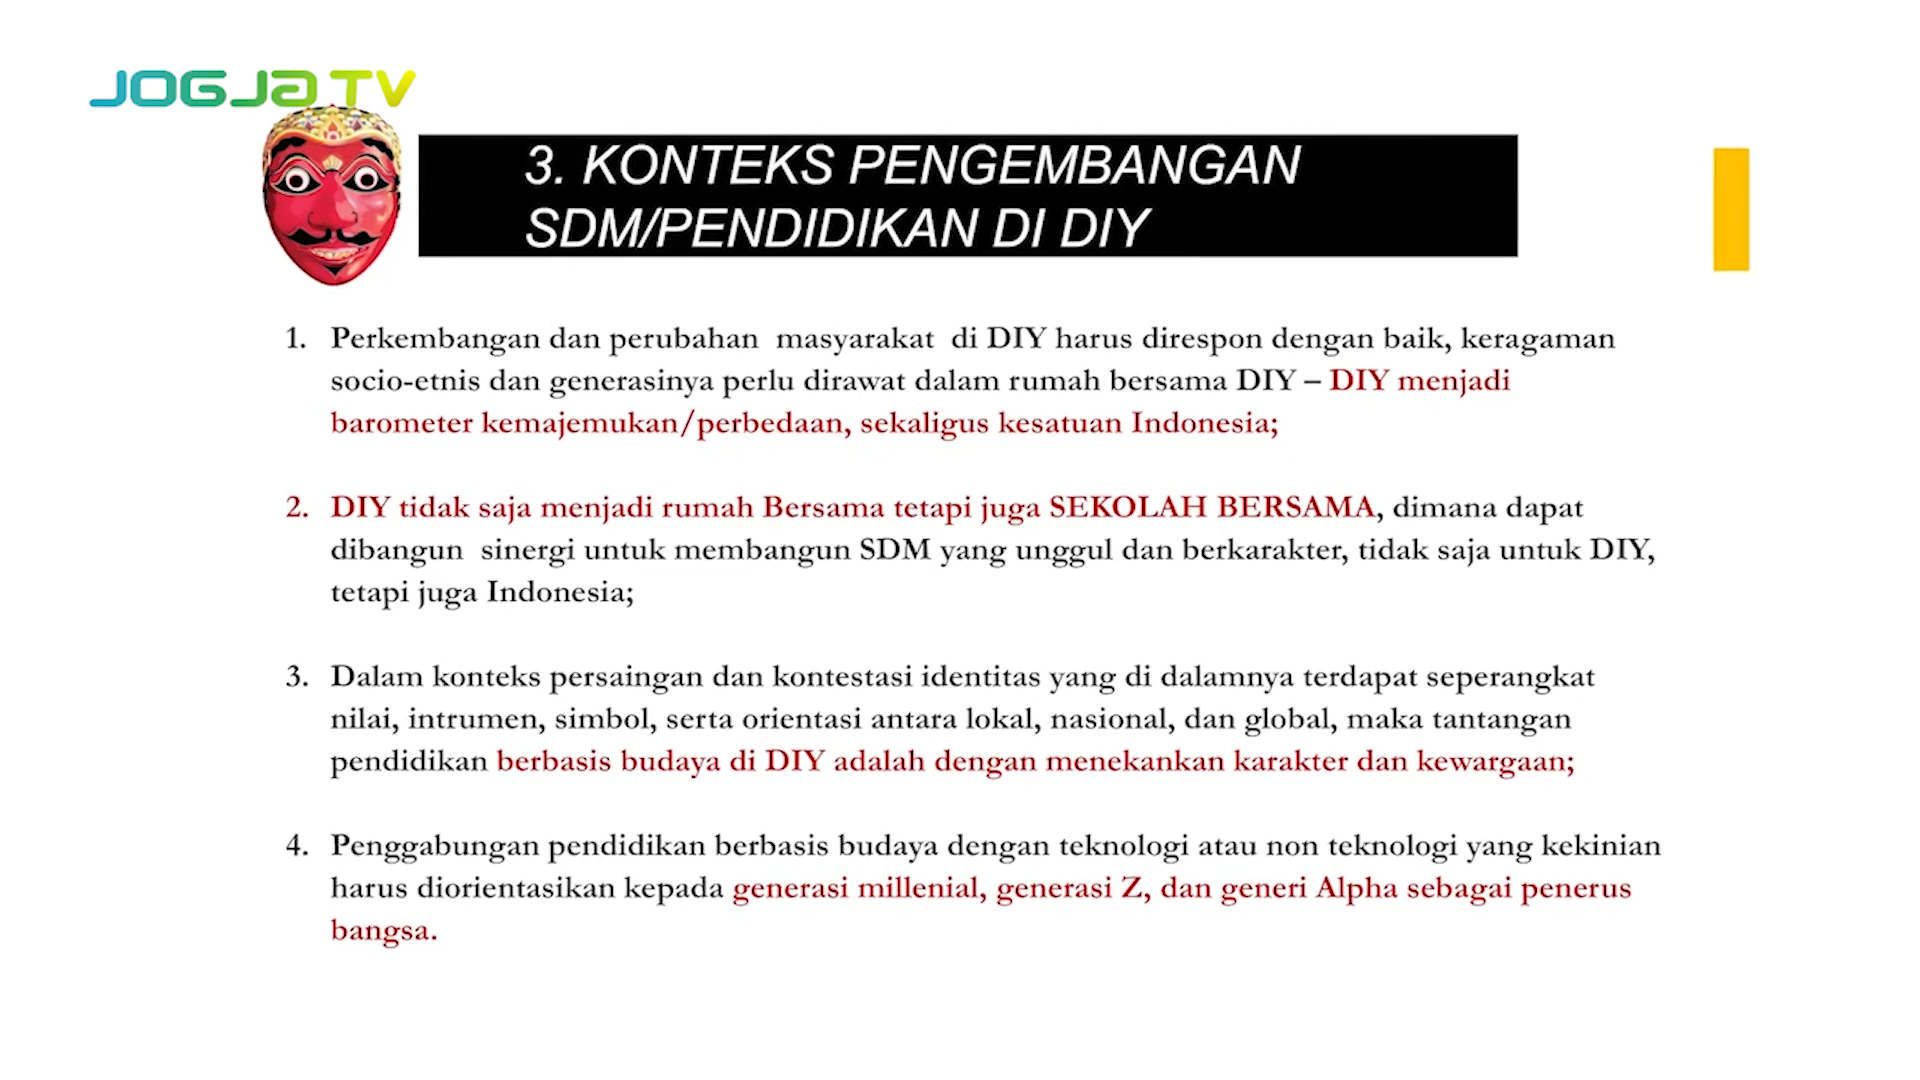 JOGJA TV
3. KONTEKS PENGEMBANGAN
SDM/PENDIDIKAN DI DIY
1. Perkembangan dan perubahan masyarakat di DIY harus direspon dengan baik, keragaman
socio-etnis dan generasinya perlu dirawat dalam rumah bersama DIY – DIY menjadi
barometer kemajemukan/perbedaan, sekaligus kesatuan Indonesia;
2. DIY tidak saja menjadi rumah Bersama tetapi juga SEKOLAH BERSAMA, dimana dapat
dibangun sinergi untuk membangun SDM yang unggul dan berkarakter, tidak saja untuk DIY,
tetapi juga Indonesia;
3. Dalam konteks persaingan dan kontestasi identitas yang di dalamnya terdapat seperangkat
nilai, intrumen, simbol, serta orientasi antara lokal, nasional, dan global, maka tantangan
pendidikan berbasis budaya di DIY adalah dengan menekankan karakter dan kewargaan;
4. Penggabungan pendidikan berbasis budaya dengan teknologi atau non teknologi yang kekinian
harus diorientasikan kepada generasi millenial, generasi Z, dan generi Alpha sebagai penerus
bangsa.